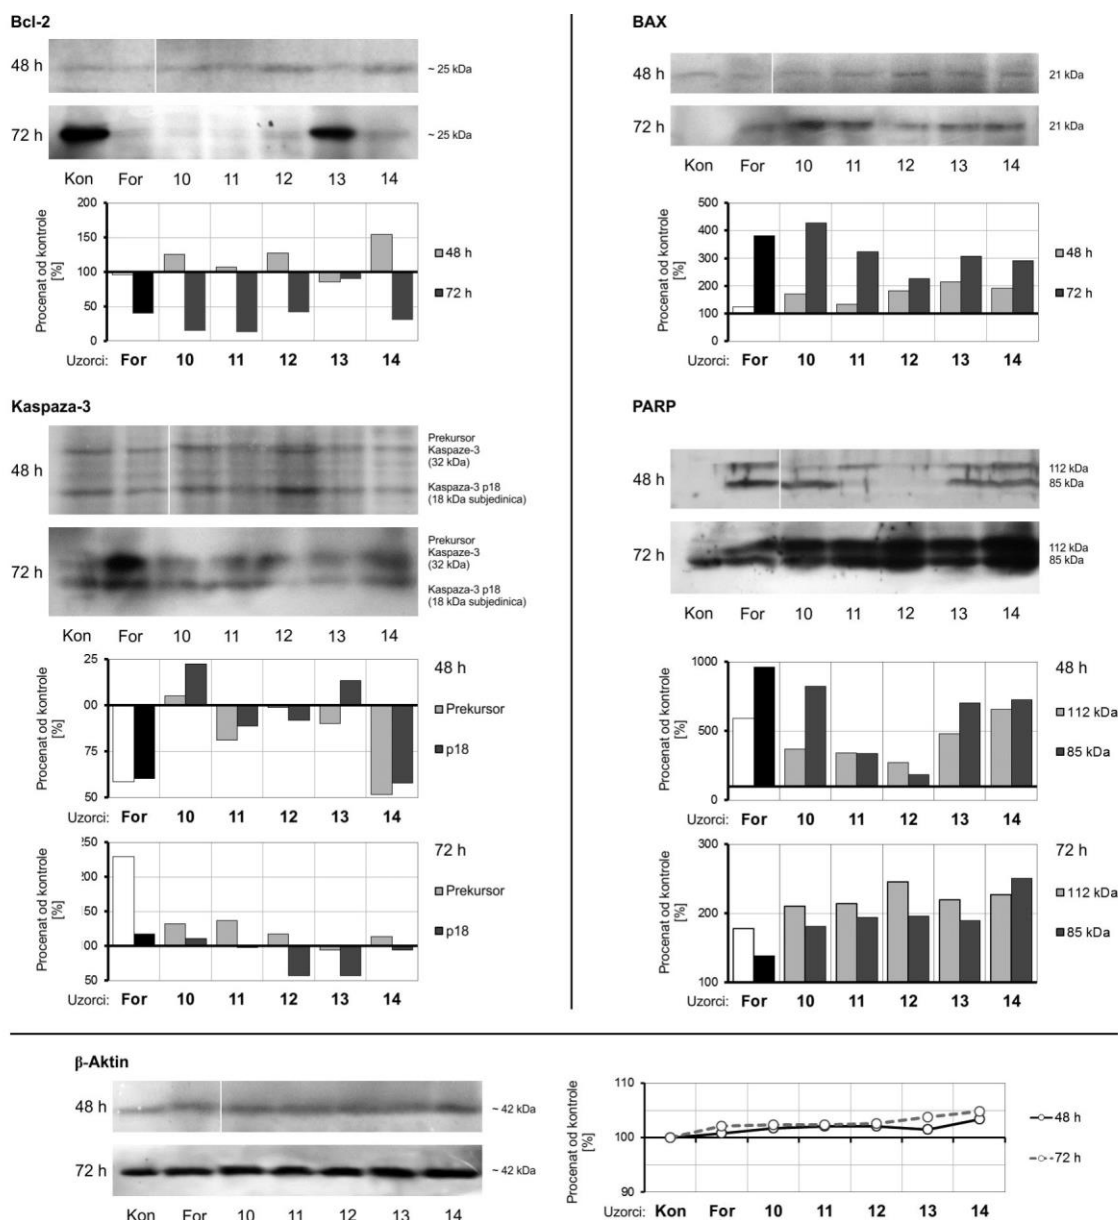 Bcl-2
48 h
~ 25 kDa
72 h
~ 25 kDa
Kon For 10 11 12 13 14
Procenat od kontrole
[%]
200
150
100
50
0
48 h
72 h
Uzorci: For 10 11 12 13 14
BAX
48 h
21 kDa
72 h
21 kDa
Kon For 10 11 12 13 14
Procenat od kontrole
[%]
500
400
300
200
100
0
48 h
72 h
Uzorci: For 10 11 12 13 14
Kaspaza-3
48 h
Prekursor
Kaspaze-3
(32 kDa)
Kaspaza-3 p18
(18 kDa subjedinica)
72 h
Prekursor
Kaspaze-3
(32 kDa)
Kaspaza-3 p18
(18 kDa subjedinica)
Kon For 10 11 12 13 14
Procenat od kontrole
[%]
25
00
75
50
48 h
Prekursor
p18
Uzorci: For 10 11 12 13 14
Procenat od kontrole
[%]
250
00
50
00
50
72 h
Prekursor
p18
Uzorci: For 10 11 12 13 14
PARP
48 h
112 kDa
85 kDa
72 h
112 kDa
85 kDa
Kon For 10 11 12 13 14
Procenat od kontrole
[%]
1000
500
0
48 h
112 kDa
85 kDa
Uzorci: For 10 11 12 13 14
Procenat od kontrole
[%]
300
200
100
72 h
112 kDa
85 kDa
Uzorci: For 10 11 12 13 14
β-Aktin
48 h
~ 42 kDa
72 h
~ 42 kDa
Kon For 10 11 12 13 14
Procenat od kontrole
[%]
110
100
90
48 h
72 h
Uzorci: Kon For 10 11 12 13 14